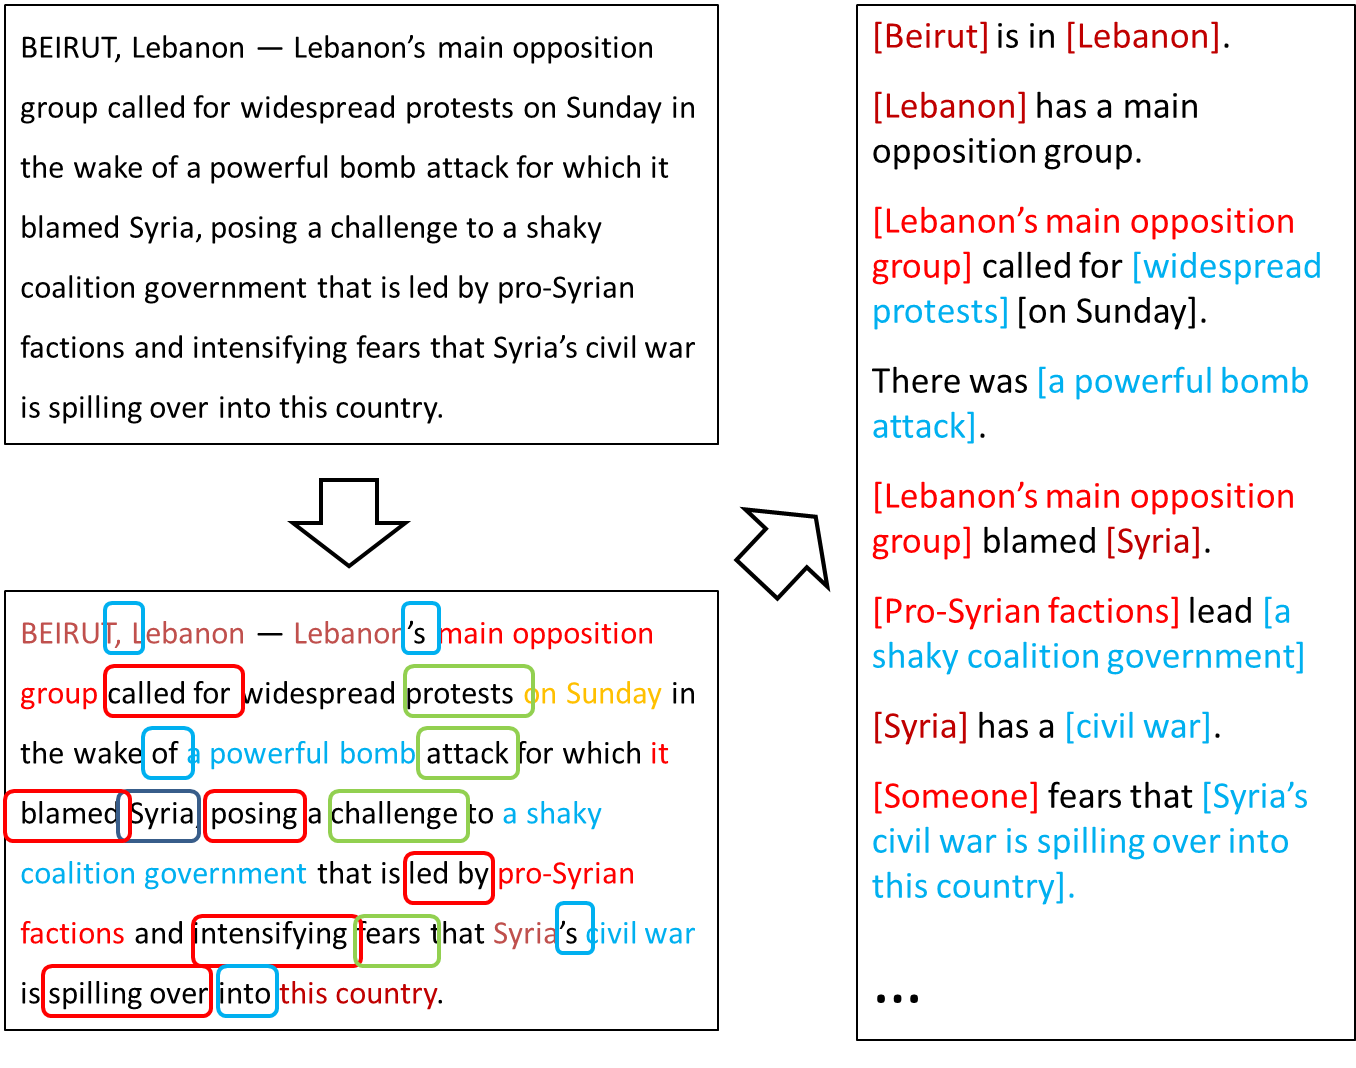 BEIRUT, Lebanon — Lebanon’s main opposition
group called for widespread protests on Sunday in
the wake of a powerful bomb attack for which it
blamed Syria, posing a challenge to a shaky
coalition government that is led by pro-Syrian
factions and intensifying fears that Syria’s civil war
is spilling over into this country.
BEIRUT, Lebanon — Lebanon’s main opposition
group called for widespread protests on Sunday in
the wake of a powerful bomb attack for which it
blamed Syria, posing a challenge to a shaky
coalition government that is led by pro-Syrian
factions and intensifying fears that Syria’s civil war
is spilling over into this country.
[Beirut] is in [Lebanon].
[Lebanon] has a main
opposition group.
[Lebanon’s main opposition
group] called for [widespread
protests] [on Sunday].
There was [a powerful bomb
attack].
[Lebanon’s main opposition
group] blamed [Syria].
[Pro-Syrian factions] lead [a
shaky coalition government]
[Syria] has a [civil war].
[Someone] fears that [Syria’s
civil war is spilling over into
this country].
...